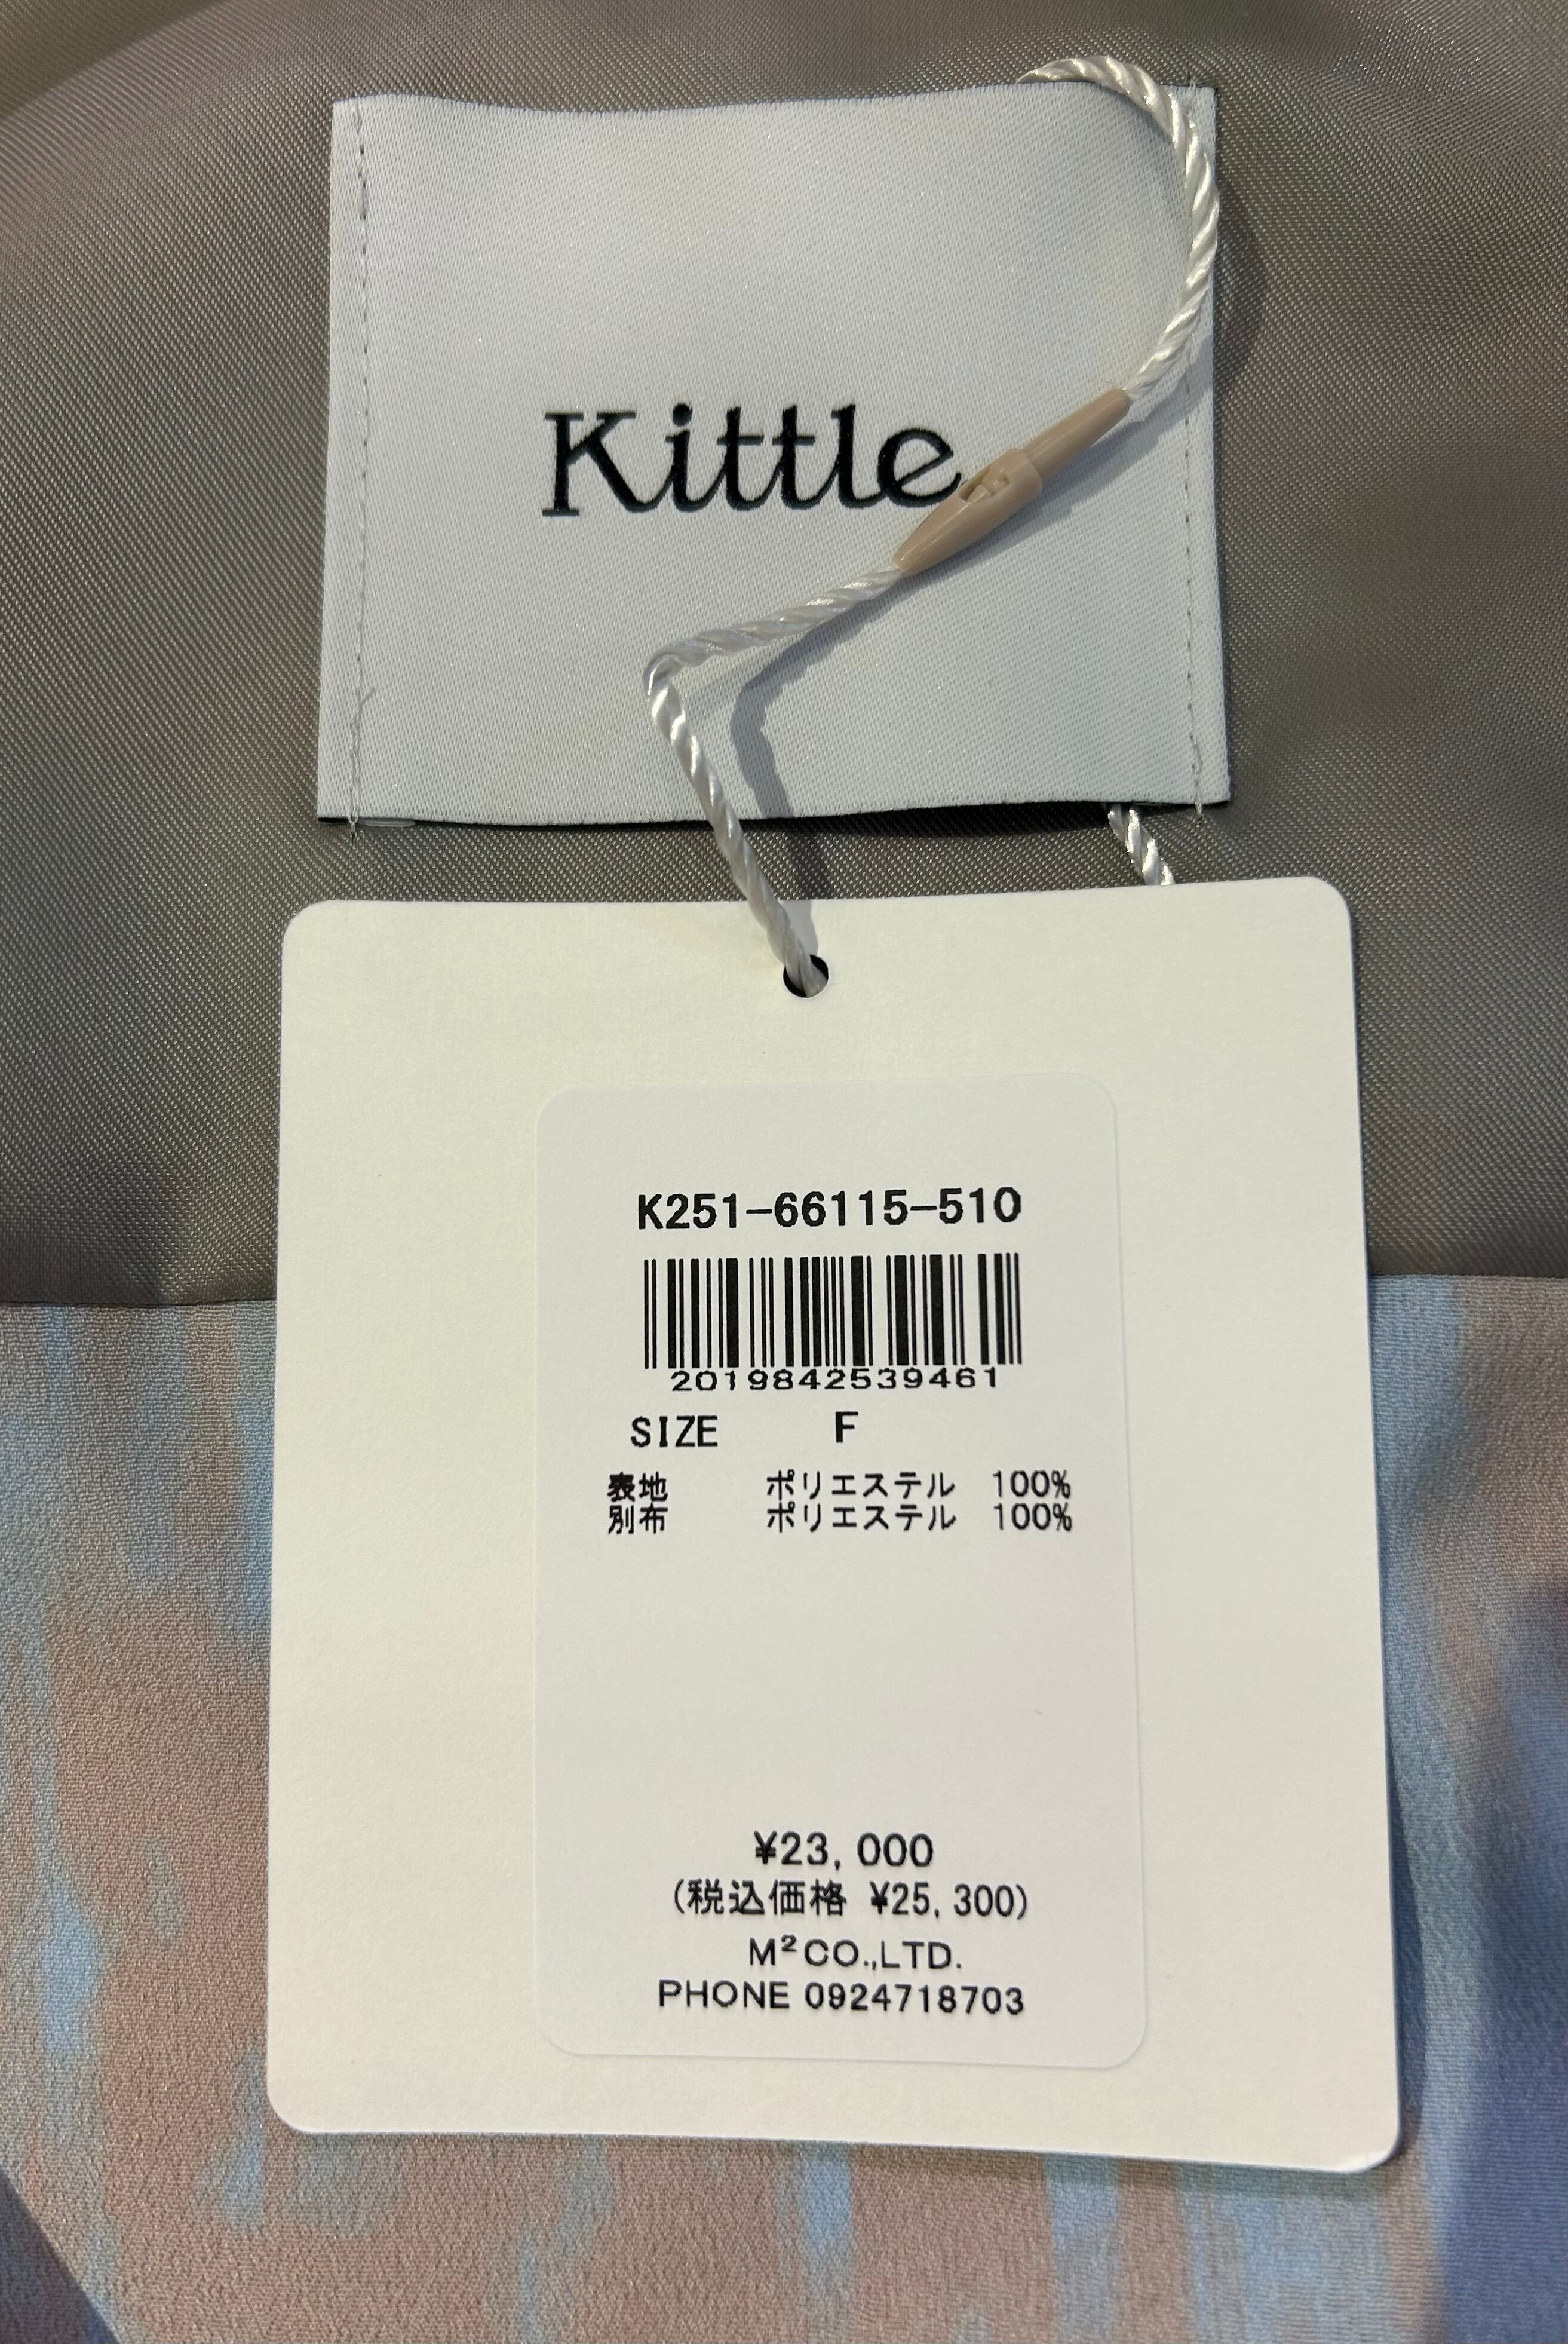 Kittle
K251-66115-510
2019842539461
SIZE F
表地 ポリエステル 100%
別布 ポリエステル 100%
¥23,000
(税込価格 ¥25,300)
M²CO.,LTD.
PHONE 0924718703